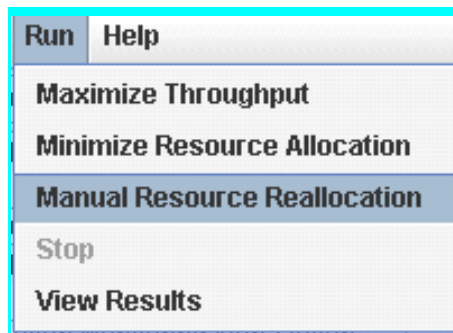 Run Help
Maximize Throughput
Minimize Resource Allocation
Manual Resource Reallocation
Stop
View Results